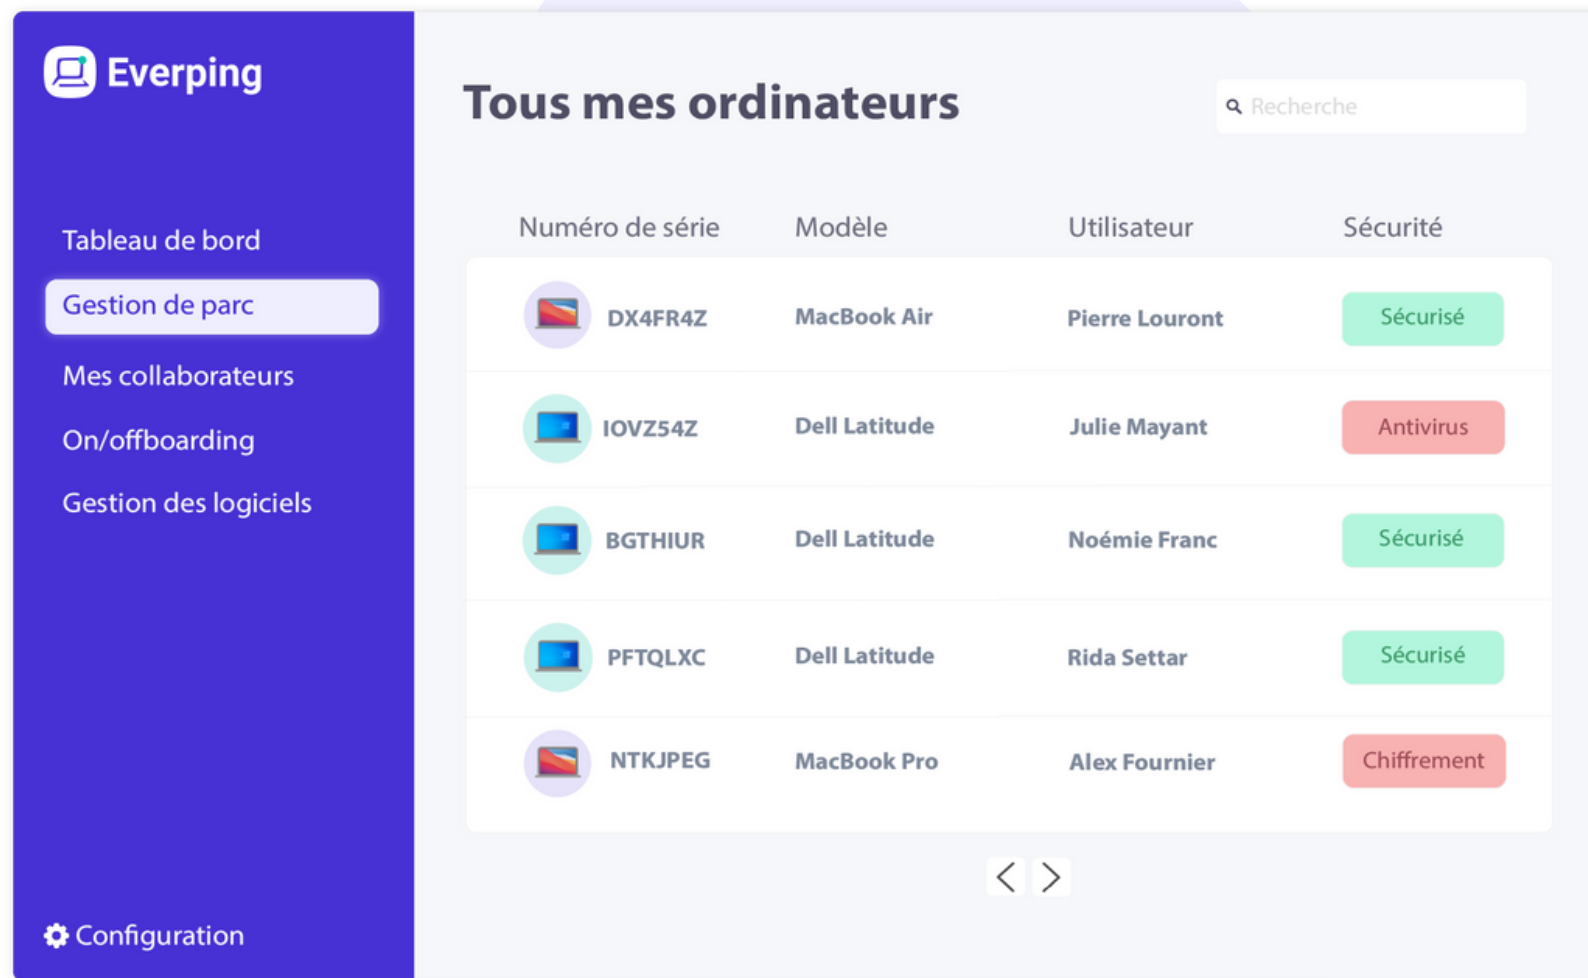 Everping
Tous mes ordinateurs
Recherche
Tableau de bord
Gestion de parc
Mes collaborateurs
On/offboarding
Gestion des logiciels
Configuration
Numéro de série Modèle Utilisateur Sécurité
DX4FR4Z MacBook Air Pierre Louront Sécurisé
IOVZ54Z Dell Latitude Julie Mayant Antivirus
BGTHIUR Dell Latitude Noémie Franc Sécurisé
PFTQLXC Dell Latitude Rida Settar Sécurisé
NTKJPEG MacBook Pro Alex Fournier Chiffrement